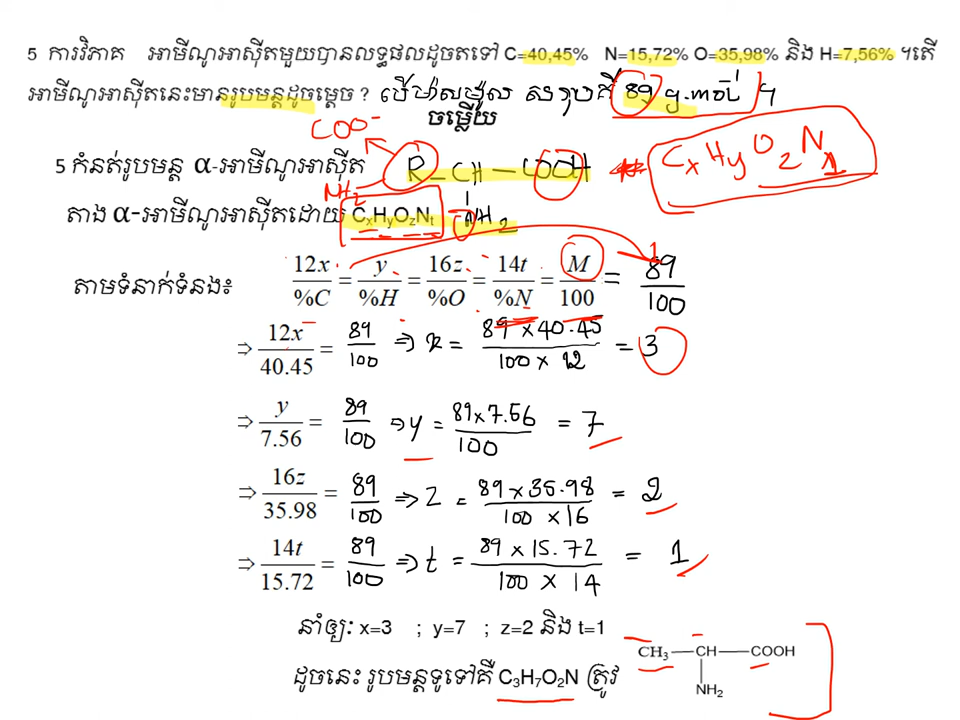 5 ការវិភាគ អាមីណូអាស៊ីតមួយបានលទ្ធផលដូចតទៅ C=40,45% N=15,72% O=35,98% និង H=7,56% ។តើ
អាមីណូអាស៊ីតនេះមានរូបមន្តដូចម្តេច ? បើម៉ាសម៉ូល សរុបគឺ 89 g.mol⁻¹ ។
ចម្លើយ
COO⁻
5 កំនត់រូបមន្ត α-អាមីណូអាស៊ីត R – CH – COOH CxHyO2N1
NH2
តាង α-អាមីណូអាស៊ីតដោយ CxHyOzNt NH2
តាមទំនាក់ទំនង៖ 12x/%C = y/%H = 16z/%O = 14t/%N = M/100 = 89/100
⇒ 12x/40.45 = 89/100 ⇒ x = 89 × 40.45/100 × 12 = 3
⇒ y/7.56 = 89/100 ⇒ y = 89 × 7.56/100 = 7
⇒ 16z/35.98 = 89/100 ⇒ Z = 89 × 35.98/100 × 16 = 2
⇒ 14t/15.72 = 89/100 ⇒ t = 89 × 15.72/100 × 14 = 1
នាំឲ្យ: x=3 ; y=7 ; z=2 និង t=1
CH3 — CH — COOH
ដូចនេះ រូបមន្តទូទៅគឺ C3H7O2N ត្រូវ
NH2